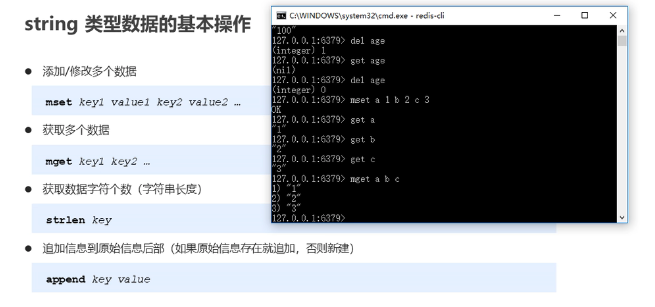 string 类型数据的基本操作
● 添加/修改多个数据
mset key1 value1 key2 value2 …
● 获取多个数据
mget key1 key2 …
● 获取数据字符个数（字符串长度）
strlen key
● 追加信息到原始信息后部（如果原始信息存在就追加，否则新建）
append key value
C:\WINDOWS\system32\cmd.exe - redis-cli
"100"
127.0.0.1:6379> del age
(integer) 1
127.0.0.1:6379> get age
(nil)
127.0.0.1:6379> del age
(integer) 0
127.0.0.1:6379> mset a 1 b 2 c 3
OK
127.0.0.1:6379> get a
"1"
127.0.0.1:6379> get b
"2"
127.0.0.1:6379> get c
"3"
127.0.0.1:6379> mget a b c
1) "1"
2) "2"
3) "3"
127.0.0.1:6379>